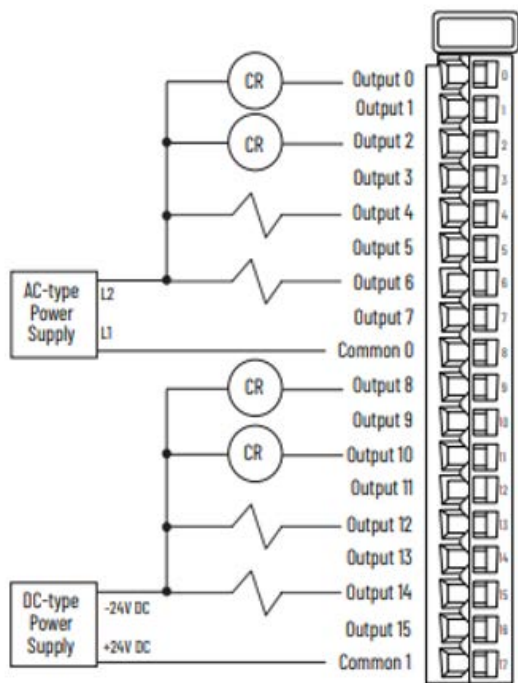 CR
Output 0
0
Output 1
1
CR
Output 2
2
Output 3
3
Output 4
4
Output 5
5
AC-type
Power
Supply
L2
L1
Output 6
6
Output 7
7
Common 0
8
CR
Output 8
9
Output 9
10
CR
Output 10
11
Output 11
12
Output 12
13
Output 13
14
DC-type
Power
Supply
-24V DC
+24V DC
Output 14
15
Output 15
16
Common 1
17